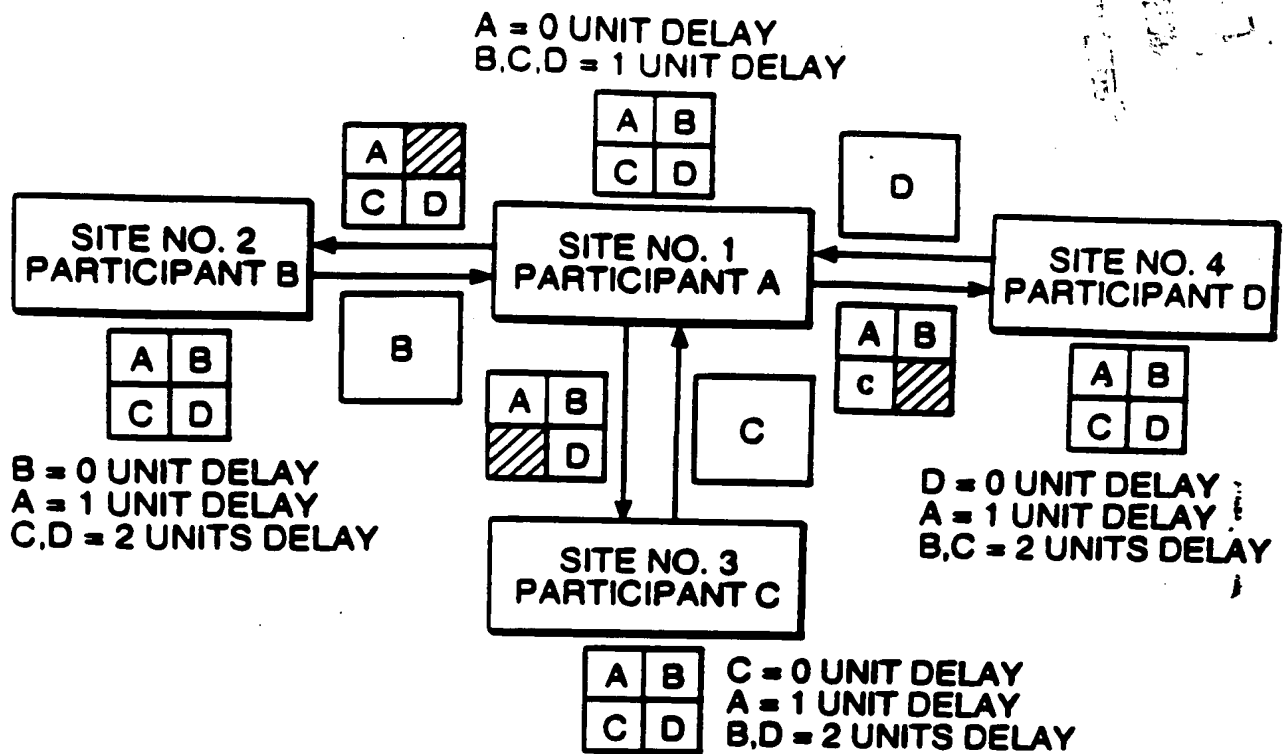 A = 0 UNIT DELAY
B,C,D = 1 UNIT DELAY
A B
C D
A
C D
D
SITE NO. 2
PARTICIPANT B
SITE NO. 1
PARTICIPANT A
SITE NO. 4
PARTICIPANT D
A B
C D
B
A B
D
C
A B
c
A B
C D
B = 0 UNIT DELAY
A = 1 UNIT DELAY
C,D = 2 UNITS DELAY
D = 0 UNIT DELAY
A = 1 UNIT DELAY
B,C = 2 UNITS DELAY
SITE NO. 3
PARTICIPANT C
A B
C D
C = 0 UNIT DELAY
A = 1 UNIT DELAY
B,D = 2 UNITS DELAY